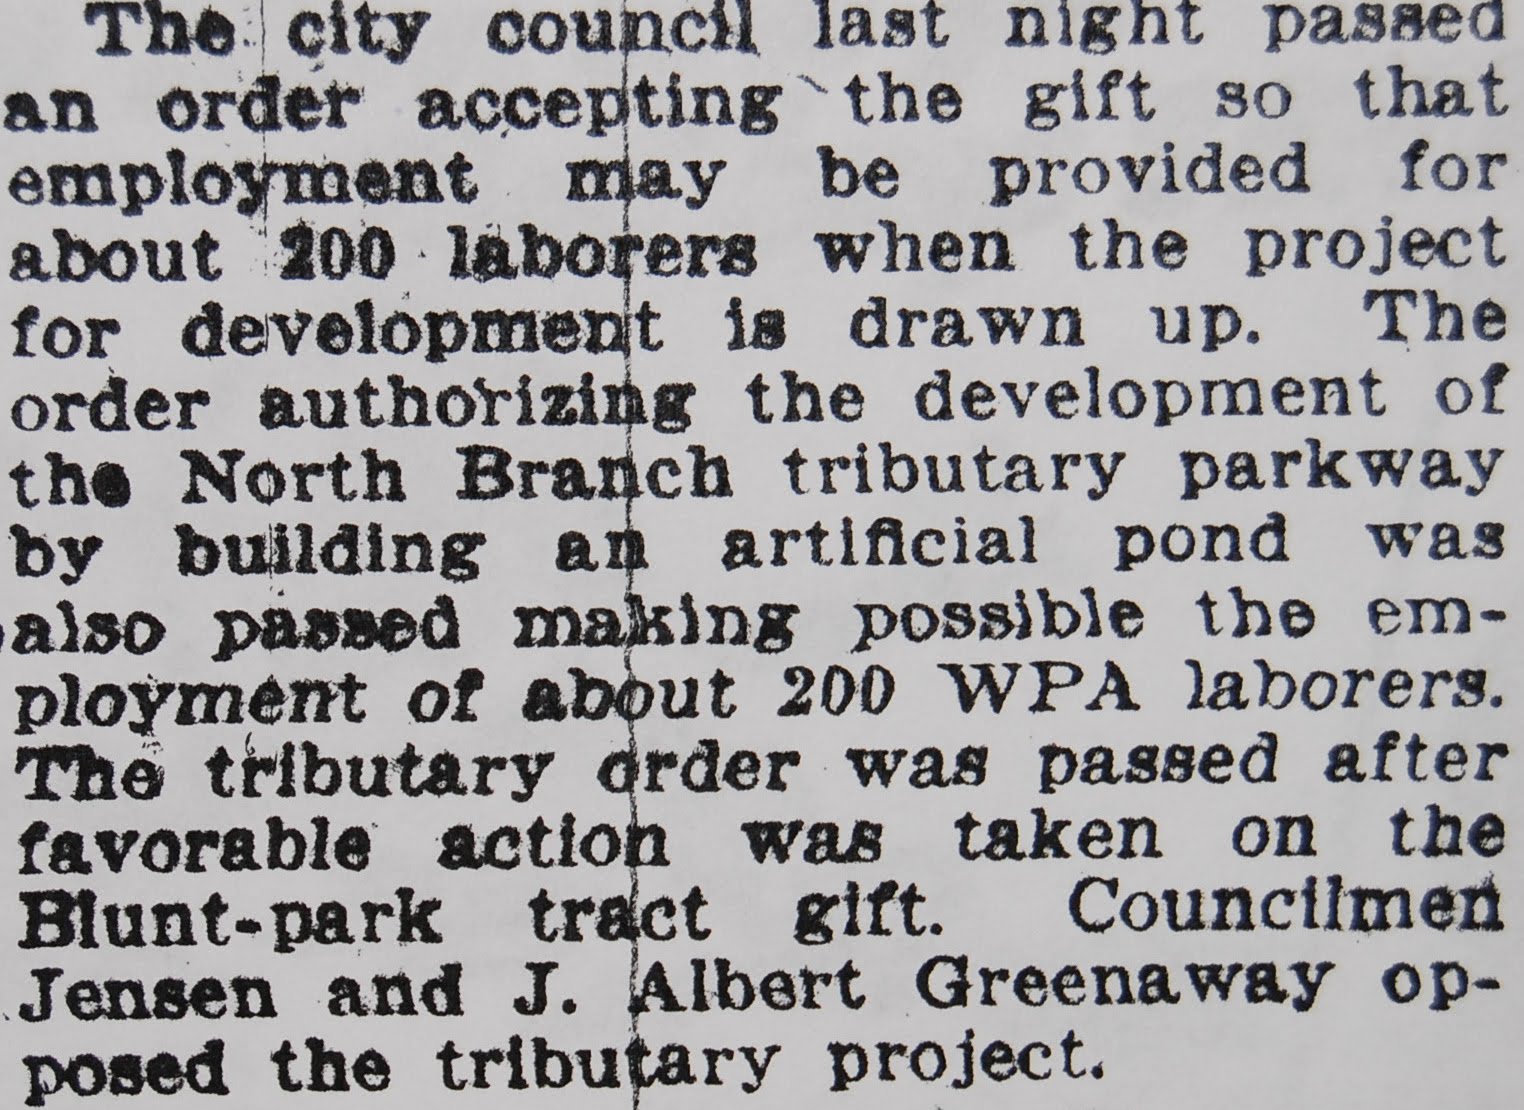 The city council last night passed
an order accepting the gift so that
employment may be provided for
about 200 laborers when the project
for development is drawn up. The
order authorizing the development of
the North Branch tributary parkway
by building an artificial pond was
also passed making possible the em-
ployment of about 200 WPA laborers.
The tributary order was passed after
favorable action was taken on the
Blunt-park tract gift. Councilmen
Jensen and J. Albert Greenaway op-
posed the tributary project.